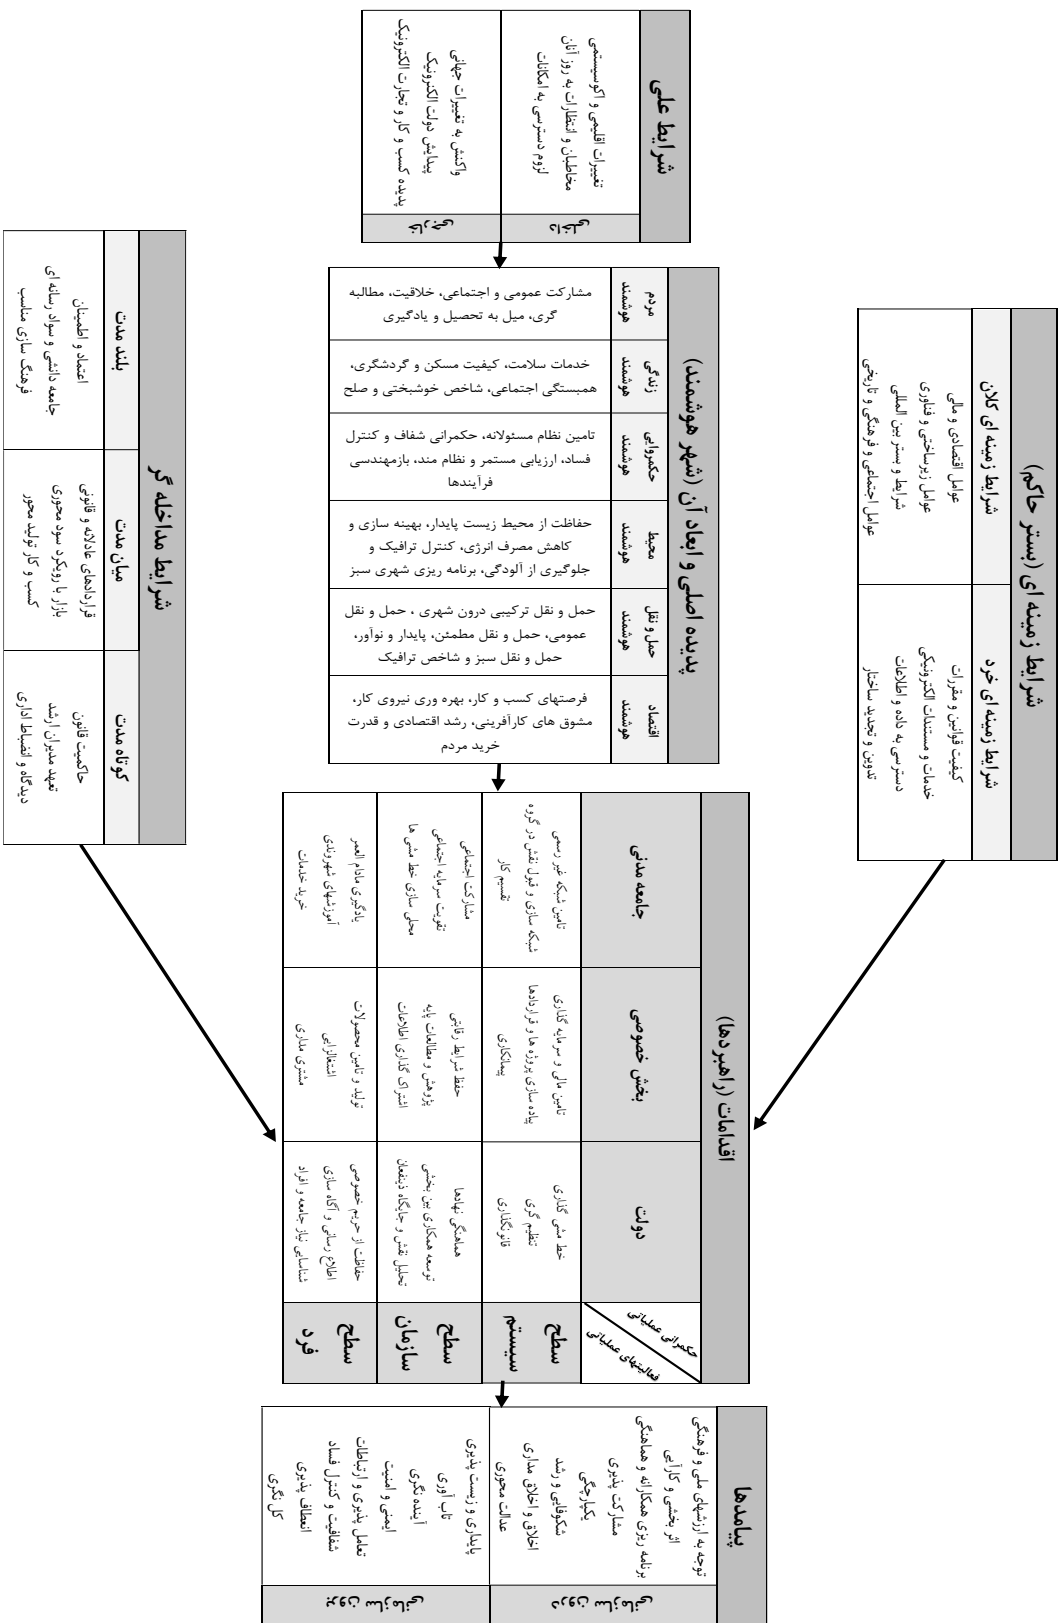 شرایط علی
تغییرات اقلیمی و اکوسیستمی
مخاطبان و انتظارات به روز آنان
لزوم دسترسی به امکانات
داخلی
واکنش به تغییرات جهانی
پیدایش دولت الکترونیک
پدیده کسب و کار و تجارت الکترونیک
خارجی
شرایط زمینه ای (بستر حاکم)
شرایط زمینه ای کلان
عوامل اقتصادی و مالی
عوامل زیرساختی و فناوری
شرایط و بستر بین المللی
عوامل اجتماعی و فرهنگی و تاریخی
شرایط زمینه ای خرد
کیفیت قوانین و مقررات
خدمات و مستندات الکترونیکی
دسترسی به داده و اطلاعات
تدوین و تجدید ساختار
پدیده اصلی و ابعاد آن (شهر هوشمند)
مردم
هوشمند
مشارکت عمومی و اجتماعی، خلاقیت، مطالبه
گری، میل به تحصیل و یادگیری
زندگی
هوشمند
خدمات سلامت، کیفیت مسکن و گردشگری،
همبستگی اجتماعی، شاخص خوشبختی و صلح
حکمروایی
هوشمند
تامین نظام مسئولانه، حکمرانی شفاف و کنترل
فساد، ارزیابی مستمر و نظام مند، بازمهندسی
فرآیندها
محیط
هوشمند
حفاظت از محیط زیست پایدار، بهینه سازی و
کاهش مصرف انرژی، کنترل ترافیک و
جلوگیری از آلودگی، برنامه ریزی شهری سبز
حمل و نقل
هوشمند
حمل و نقل ترکیبی درون شهری ، حمل و نقل
عمومی، حمل و نقل مطمئن، پایدار و نوآور،
حمل و نقل سبز و شاخص ترافیک
اقتصاد
هوشمند
فرصتهای کسب و کار، بهره وری نیروی کار،
مشوق های کارآفرینی، رشد اقتصادی و قدرت
خرید مردم
شرایط مداخله گر
بلند مدت
اعتماد و اطمینان
جامعه دانشی و سواد رسانه ای
فرهنگ سازی مناسب
میان مدت
قراردادهای عادلانه و قانونی
بازار با رویکرد سود محوری
کسب و کار تولید محور
کوتاه مدت
حاکمیت قانون
تعهد مدیران ارشد
دیدگاه و انضباط اداری
اقدامات (راهبردها)
جامعه مدنی
بخش خصوصی
دولت
حکمرانی عملیاتی
فعالیتهای عملیاتی
تامین شبکه غیر رسمی
شبکه سازی و قبول نقش در گروه
تقسیم کار
تامین مالی و سرمایه گذاری
پیاده سازی پروژه ها و قراردادها
پیمانکاری
خط مشی گذاری
تنظیم گری
قانونگذاری
سطح
سیستم
مشارکت اجتماعی
تقویت سرمایه اجتماعی
محلی سازی خط مشی ها
حفظ شرایط رقابتی
پژوهش و مطالعات پایه
اشتراک گذاری اطلاعات
هماهنگی نهادها
توسعه همکاری بین بخشی
تحلیل نقش و جایگاه ذینفعان
سطح
سازمان
یادگیری مادام العمر
آموزشهای شهروندی
خرید خدمات
تولید و تامین محصولات
اشتغالزایی
مشتری مداری
حفاظت از حریم خصوصی
اطلاع رسانی و آگاه سازی
شناسایی نیاز جامعه و افراد
سطح
فرد
پیامدها
توجه به ارزشهای ملی و فرهنگی
اثر بخشی و کارآیی
برنامه ریزی همکارانه و هماهنگی
مشارکت پذیری
یکپارچگی
شکوفایی و رشد
اخلاق و اخلاق مداری
عدالت محوری
درون سازمانی
پایداری و زیست پذیری
تاب آوری
آینده نگری
ایمنی و امنیت
تعامل پذیری و ارتباطات
شفافیت و کنترل فساد
انعطاف پذیری
کل نگری
برون سازمانی